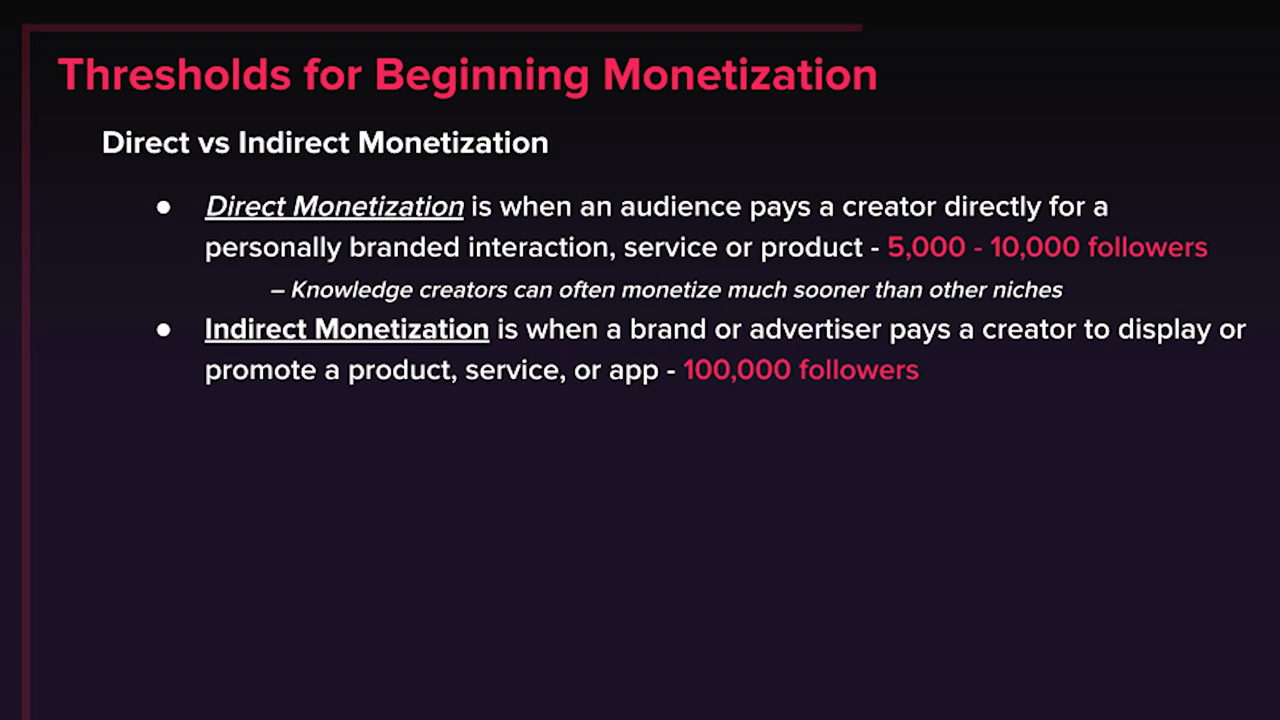 Thresholds for Beginning Monetization
Direct vs Indirect Monetization
● Direct Monetization is when an audience pays a creator directly for a
personally branded interaction, service or product - 5,000 - 10,000 followers
– Knowledge creators can often monetize much sooner than other niches
● Indirect Monetization is when a brand or advertiser pays a creator to display or
promote a product, service, or app - 100,000 followers